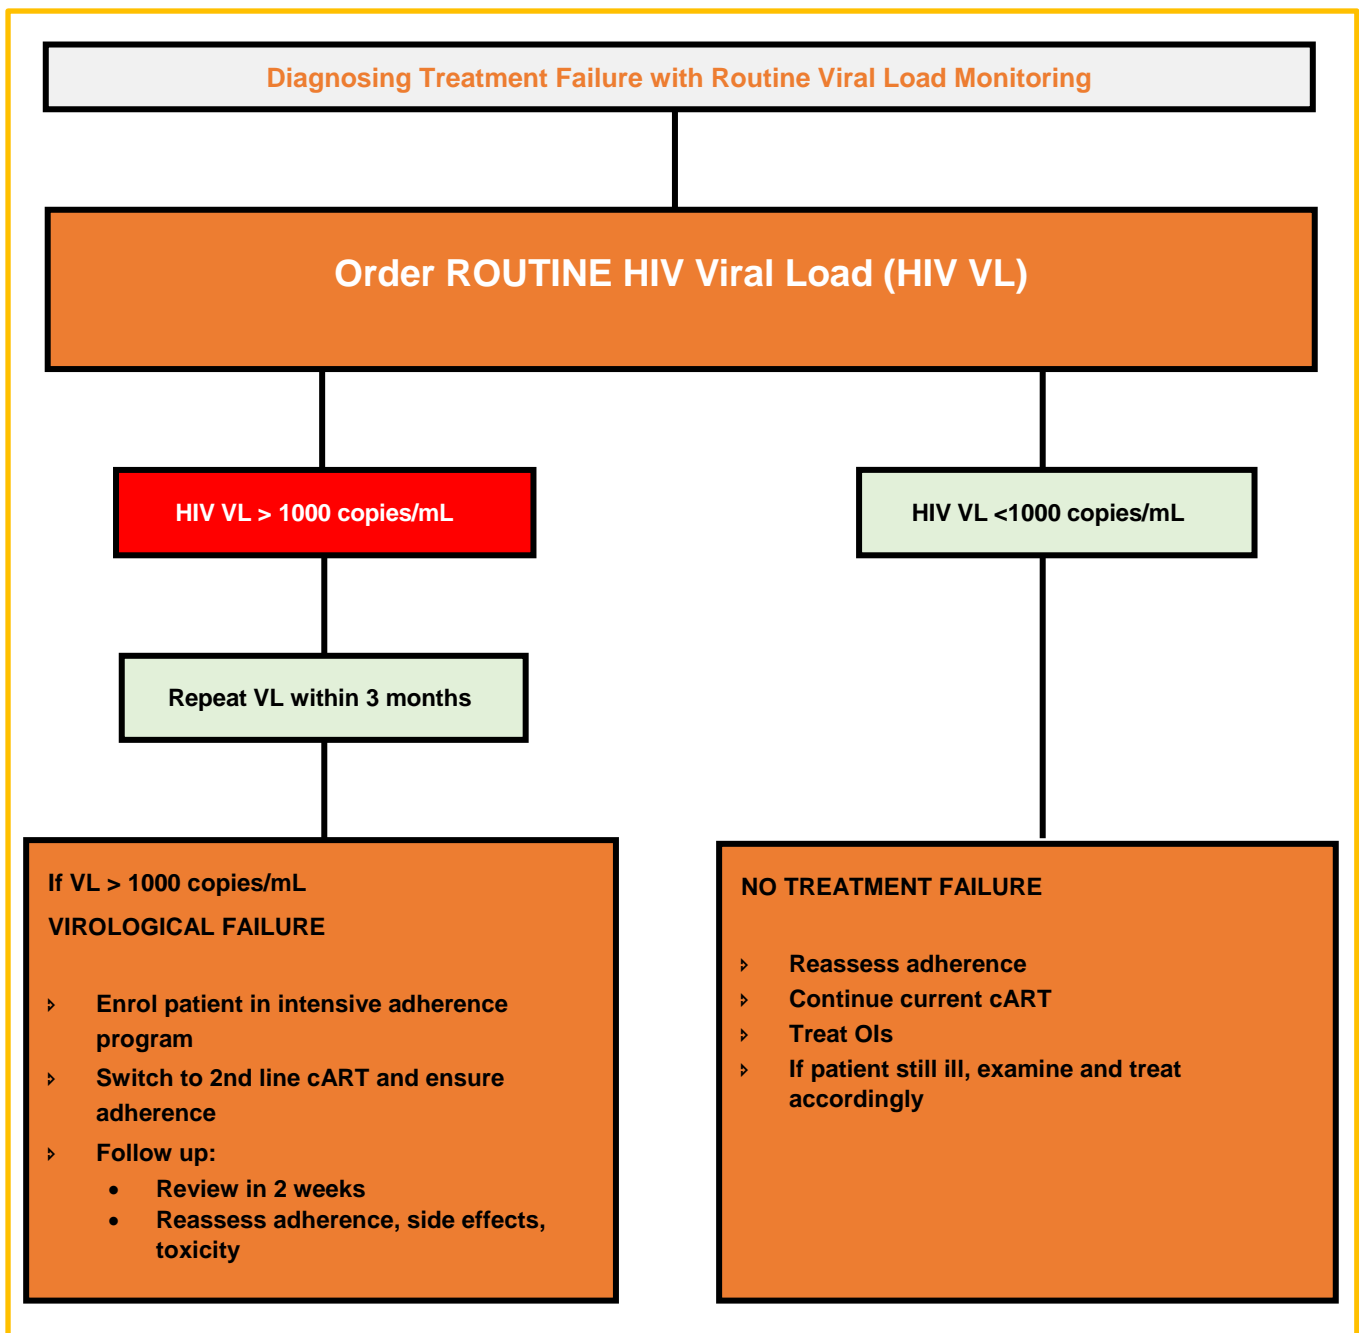 Diagnosing Treatment Failure with Routine Viral Load Monitoring
Order ROUTINE HIV Viral Load (HIV VL)
HIV VL > 1000 copies/mL
HIV VL <1000 copies/mL
Repeat VL within 3 months
If VL > 1000 copies/mL
VIROLOGICAL FAILURE
Enrol patient in intensive adherence
program
Switch to 2nd line cART and ensure
adherence
Follow up:
• Review in 2 weeks
• Reassess adherence, side effects,
toxicity
NO TREATMENT FAILURE
Reassess adherence
Continue current cART
Treat OIs
If patient still ill, examine and treat
accordingly